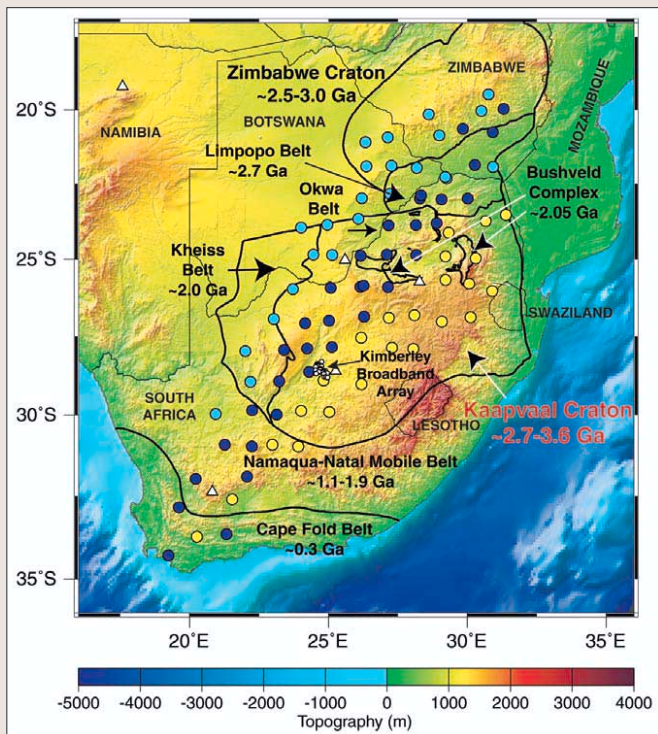 Zimbabwe Craton
~2.5-3.0 Ga
ZIMBABWE
MOZAMBIQUE
20°S
NAMIBIA
BOTSWANA
Limpopo Belt
~2.7 Ga
Bushveld
Complex
~2.05 Ga
Okwa
Belt
25°S
Kheiss
Belt
~2.0 Ga
SWAZILAND
Kimberley
Broadband
Array
SOUTH
AFRICA
30°S
LESOTHO
Kaapvaal Craton
~2.7-3.6 Ga
Namaqua-Natal Mobile Belt
~1.1-1.9 Ga
Cape Fold Belt
~0.3 Ga
35°S
20°E 25°E 30°E 35°E
-5000 -4000 -3000 -2000 -1000 0 1000 2000 3000 4000
Topography (m)